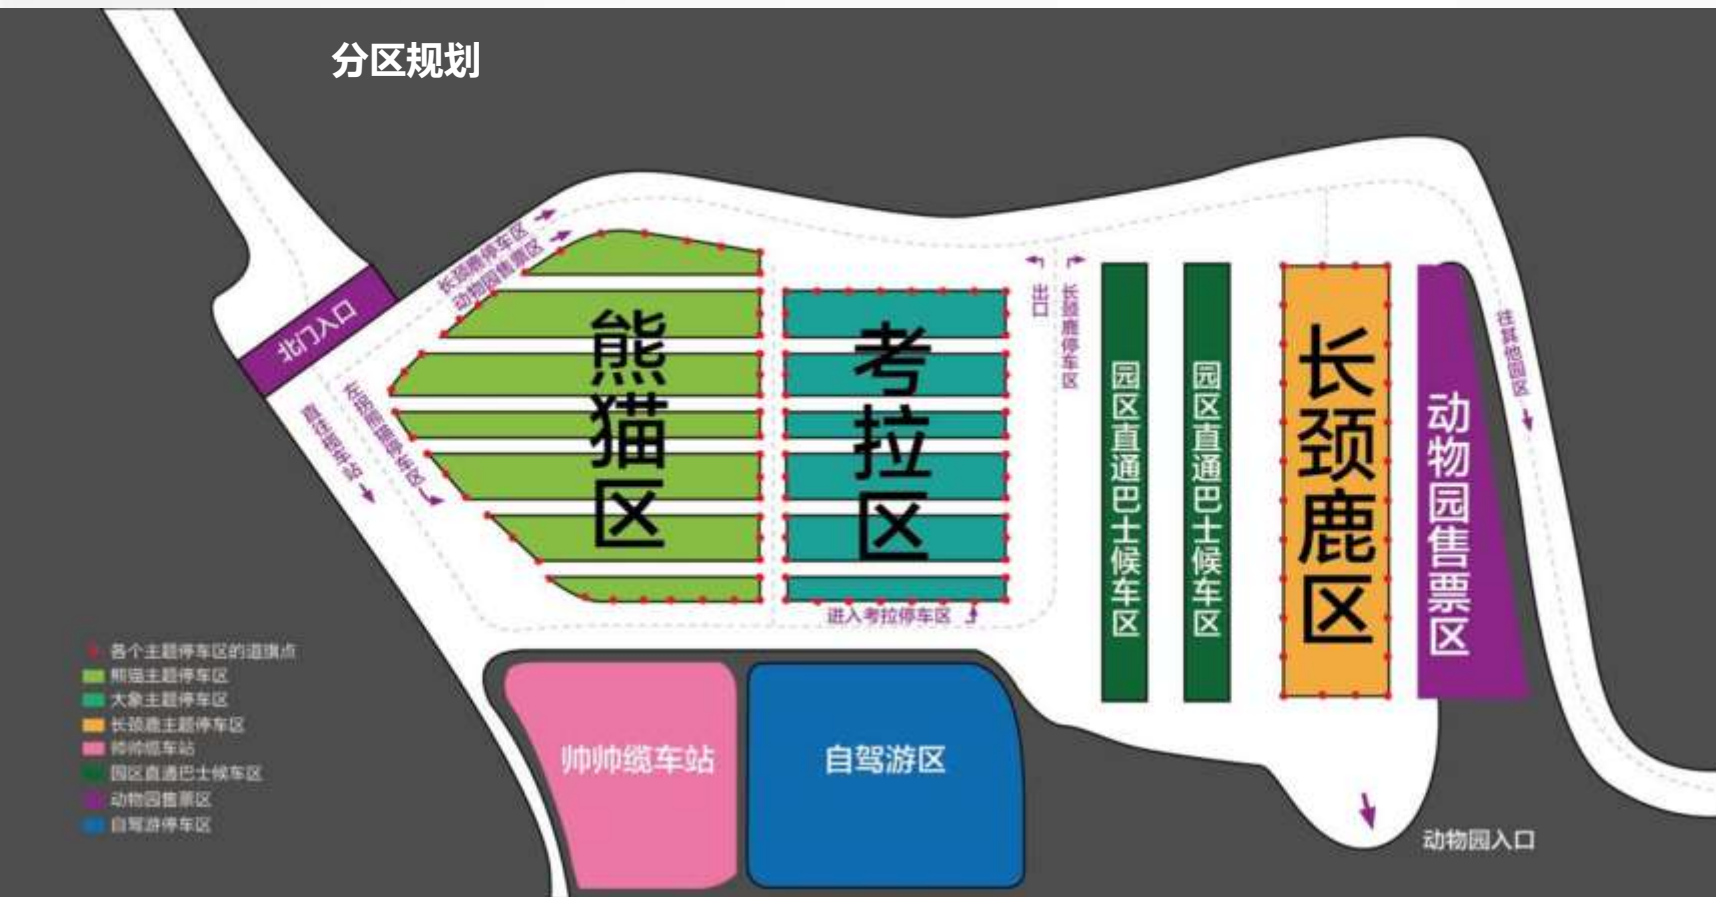 分区规划
北门入口
长颈鹿停车区
动物园售票区
直往缆车站
左拐熊猫停车区
熊猫区
考拉区
进入考拉停车区
出口
长颈鹿停车区
园区直通巴士候车区
园区直通巴士候车区
长颈鹿区
动物园售票区
往其他园区
各个主题停车区的道旗点
熊猫主题停车区
大象主题停车区
长颈鹿主题停车区
帅帅缆车站
园区直通巴士候车区
动物园售票区
自驾游停车区
帅帅缆车站
自驾游区
动物园入口